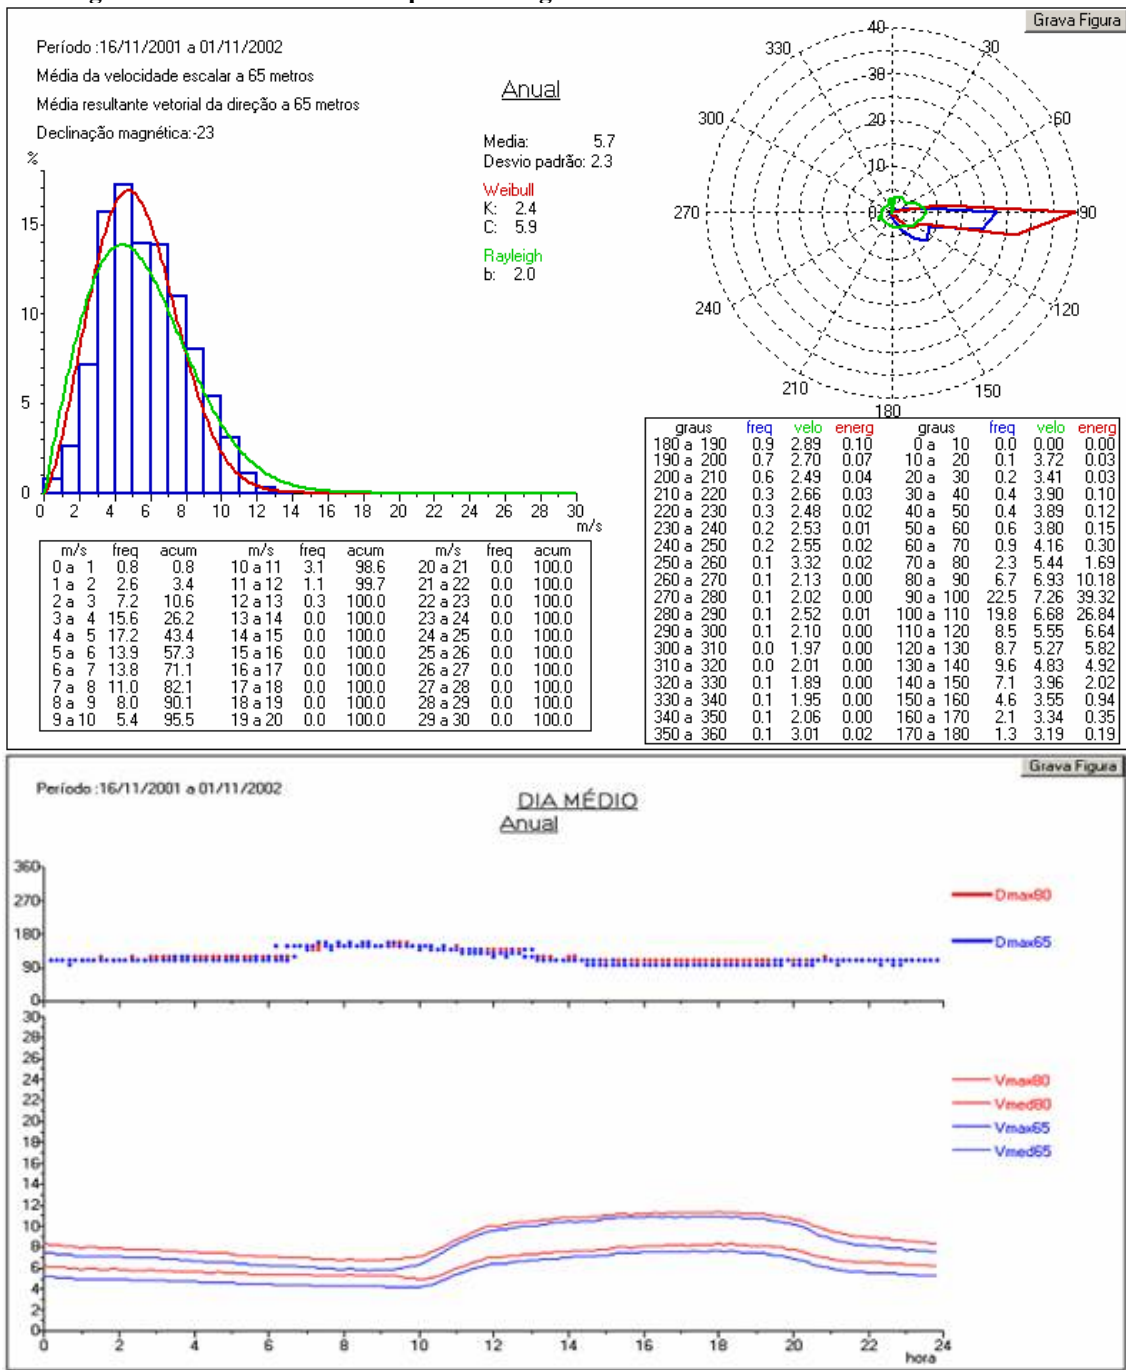 Grava Figura
Período :16/11/2001 a 01/11/2002
Média da velocidade escalar a 65 metros
Média resultante vetorial da direção a 65 metros
Declinação magnética:-23
Anual
Media: 5.7
Desvio padrão: 2.3
Weibull
K: 2.4
C: 5.9
Rayleigh
b: 2.0
%
15
10
5
0
0 2 4 6 8 10 12 14 16 18 20 22 24 26 28 30
m/s
40
30
20
10
0
330 30
300 60
270 90
240 120
210 150
180
m/s freq acum m/s freq acum m/s freq acum
0 a 1 0.8 0.8 10 a 11 3.1 98.6 20 a 21 0.0 100.0
1 a 2 2.6 3.4 11 a 12 1.1 99.7 21 a 22 0.0 100.0
2 a 3 7.2 10.6 12 a 13 0.3 100.0 22 a 23 0.0 100.0
3 a 4 15.6 26.2 13 a 14 0.0 100.0 23 a 24 0.0 100.0
4 a 5 17.2 43.4 14 a 15 0.0 100.0 24 a 25 0.0 100.0
5 a 6 13.9 57.3 15 a 16 0.0 100.0 25 a 26 0.0 100.0
6 a 7 13.8 71.1 16 a 17 0.0 100.0 26 a 27 0.0 100.0
7 a 8 11.0 82.1 17 a 18 0.0 100.0 27 a 28 0.0 100.0
8 a 9 8.0 90.1 18 a 19 0.0 100.0 28 a 29 0.0 100.0
9 a 10 5.4 95.5 19 a 20 0.0 100.0 29 a 30 0.0 100.0
graus freq velo energ graus freq velo energ
180 a 190 0.9 2.89 0.10 0 a 10 0.0 0.00 0.00
190 a 200 0.7 2.70 0.07 10 a 20 0.1 3.72 0.03
200 a 210 0.6 2.49 0.04 20 a 30 0.2 3.41 0.03
210 a 220 0.3 2.66 0.03 30 a 40 0.4 3.90 0.10
220 a 230 0.3 2.48 0.02 40 a 50 0.4 3.89 0.12
230 a 240 0.2 2.53 0.01 50 a 60 0.6 3.80 0.15
240 a 250 0.2 2.55 0.02 60 a 70 0.9 4.16 0.30
250 a 260 0.1 3.32 0.02 70 a 80 2.3 5.44 1.69
260 a 270 0.1 2.13 0.00 80 a 90 6.7 6.93 10.18
270 a 280 0.1 2.02 0.00 90 a 100 22.5 7.26 39.32
280 a 290 0.1 2.52 0.01 100 a 110 19.8 6.68 26.84
290 a 300 0.1 2.10 0.00 110 a 120 8.5 5.55 6.64
300 a 310 0.0 1.97 0.00 120 a 130 8.7 5.27 5.82
310 a 320 0.0 2.01 0.00 130 a 140 9.6 4.83 4.92
320 a 330 0.1 1.89 0.00 140 a 150 7.1 3.96 2.02
330 a 340 0.1 1.95 0.00 150 a 160 4.6 3.55 0.94
340 a 350 0.1 2.06 0.00 160 a 170 2.1 3.34 0.35
350 a 360 0.1 3.01 0.02 170 a 180 1.3 3.19 0.19
Grava Figura
Período :16/11/2001 a 01/11/2002
DIA MÉDIO
Anual
360
270
180
90
0
Dmax80
Dmax65
30
28
26
24
22
20
18
16
14
12
10
8
6
4
2
0
Vmax80
Vmed80
Vmax65
Vmed65
0 2 4 6 8 10 12 14 16 18 20 22 24
hora